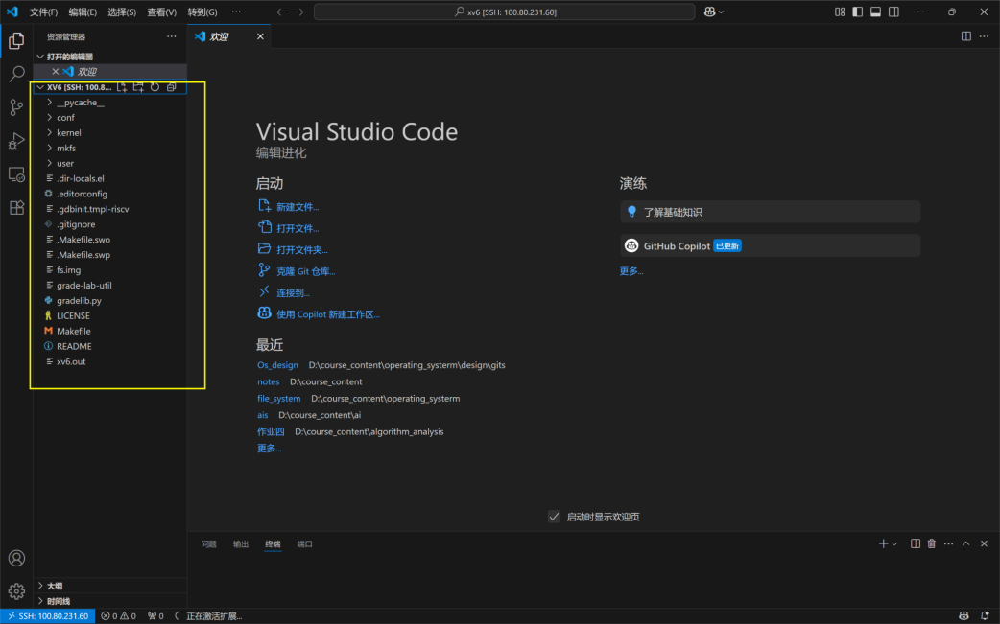 文件(F) 编辑(E) 选择(S) 查看(V) 转到(G) ··· xv6 [SSH: 100.80.231.60]
资源管理器 ···
欢迎
打开的编辑器
欢迎
XV6 [SSH: 100.8...
__pycache__
conf
kernel
mkfs
user
.dir-locals.el
.editorconfig
.gdbinit.tmpl-riscv
.gitignore
.Makefile.swo
.Makefile.swp
fs.img
grade-lab-util
gradelib.py
LICENSE
Makefile
README
xv6.out
大纲
时间线
Visual Studio Code
编辑进化
启动
新建文件...
打开文件...
打开文件夹...
克隆 Git 仓库...
连接到...
使用 Copilot 新建工作区...
最近
Os_design D:\course_content\operating_systerm\design\gits
notes D:\course_content
file_system D:\course_content\operating_systerm
ais D:\course_content\ai
作业四 D:\course_content\algorithm_analysis
更多...
演练
了解基础知识
GitHub Copilot 已更新
更多...
启动时显示欢迎页
问题 输出 终端 端口
SSH: 100.80.231.60 0 0 0 正在激活扩展...